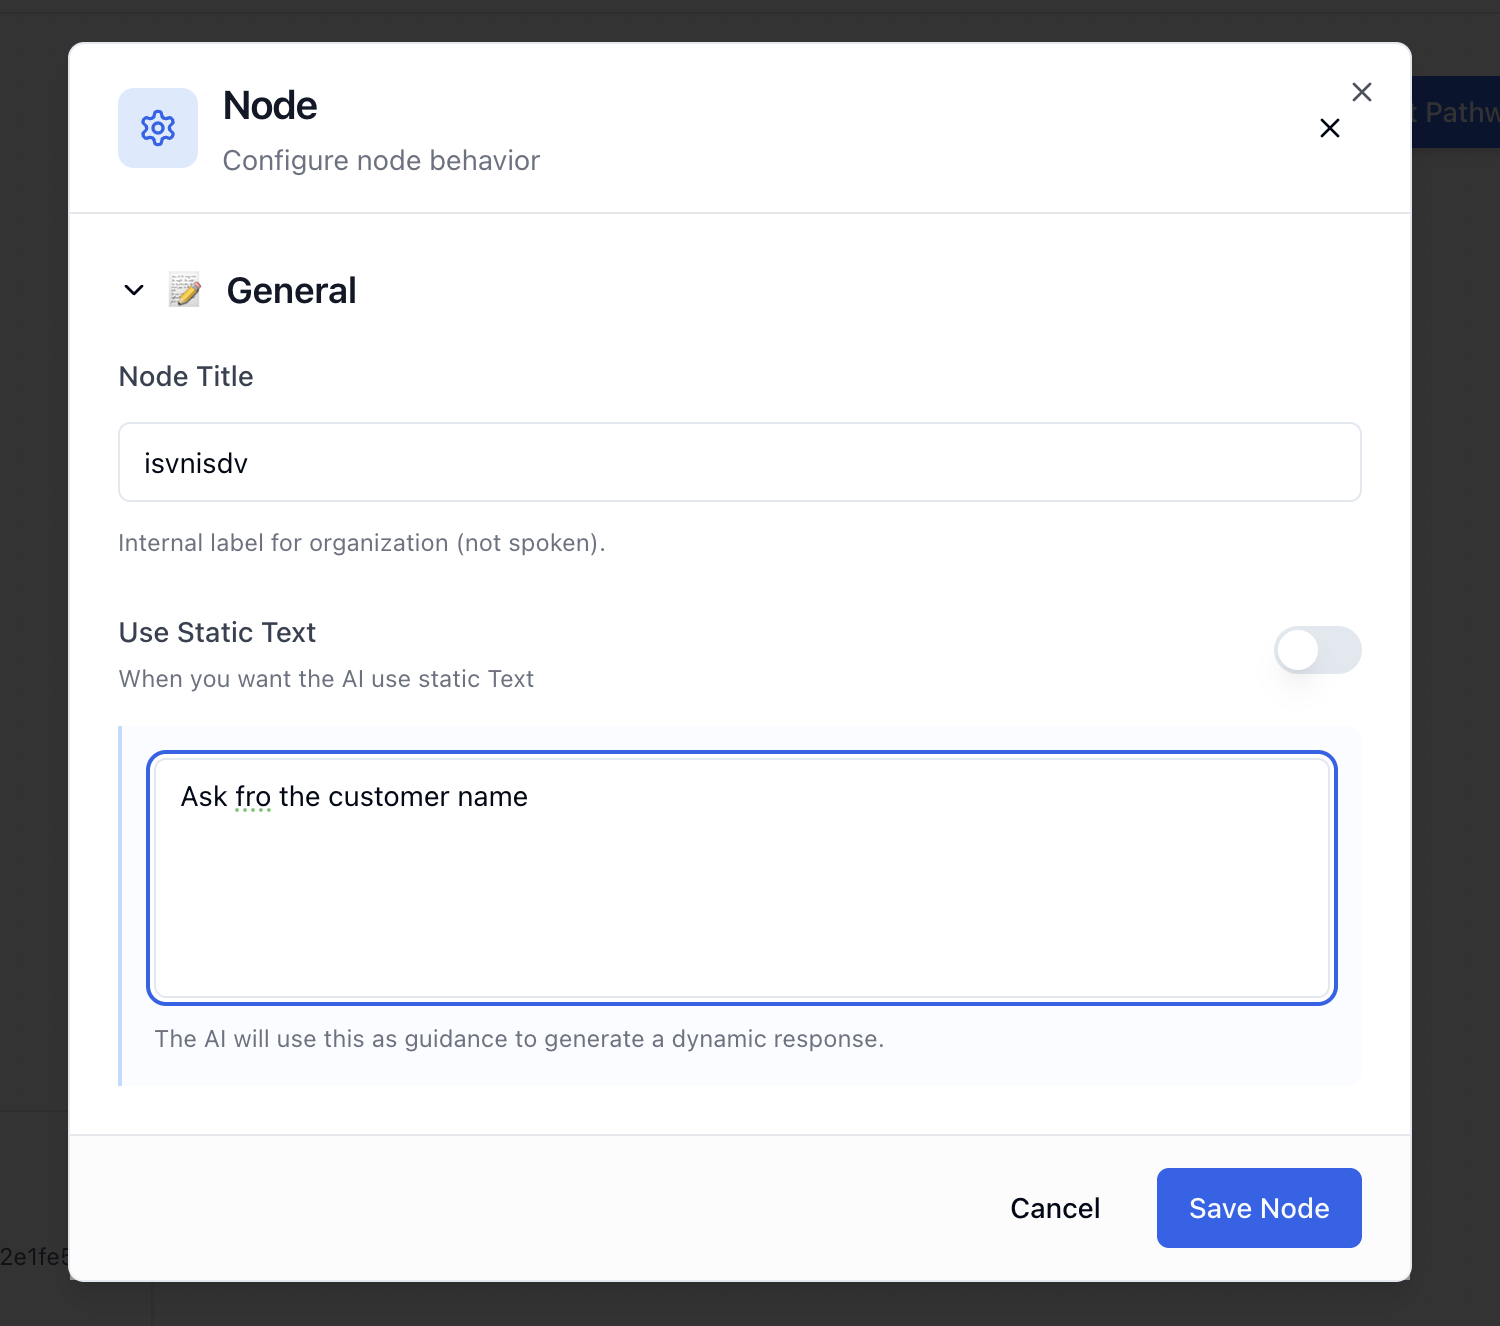 Node
Configure node behavior
t Pathw
General
Node Title
isvnisdv
Internal label for organization (not spoken).
Use Static Text
When you want the AI use static Text
Ask fro the customer name
The AI will use this as guidance to generate a dynamic response.
2e1fe5
Cancel
Save Node